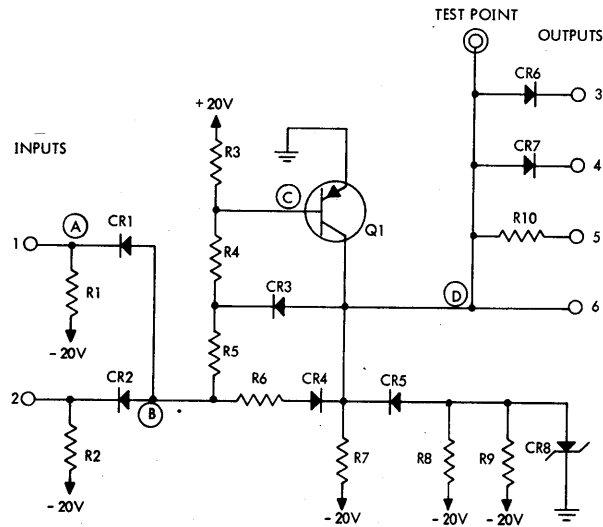 TEST POINT
OUTPUTS
CR6
3
+20V
CR7
4
INPUTS
R3
C
R10
5
A
CR1
Q1
1
R4
D
R1
CR3
6
-20V
R5
CR2
R6
CR4
CR5
2
B
R2
R7
R8
R9
CR8
-20V
-20V
-20V
-20V